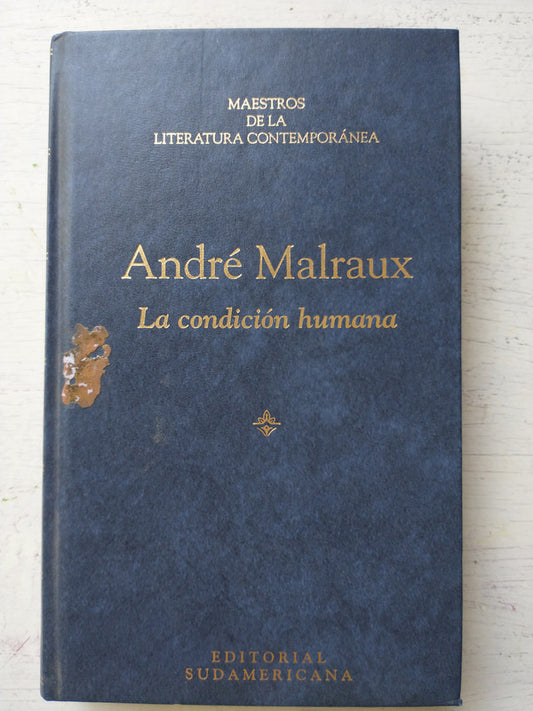 MAESTROS
DE LA
LITERATURA CONTEMPORÁNEA
André Malraux
La condición humana
EDITORIAL
SUDAMERICANA